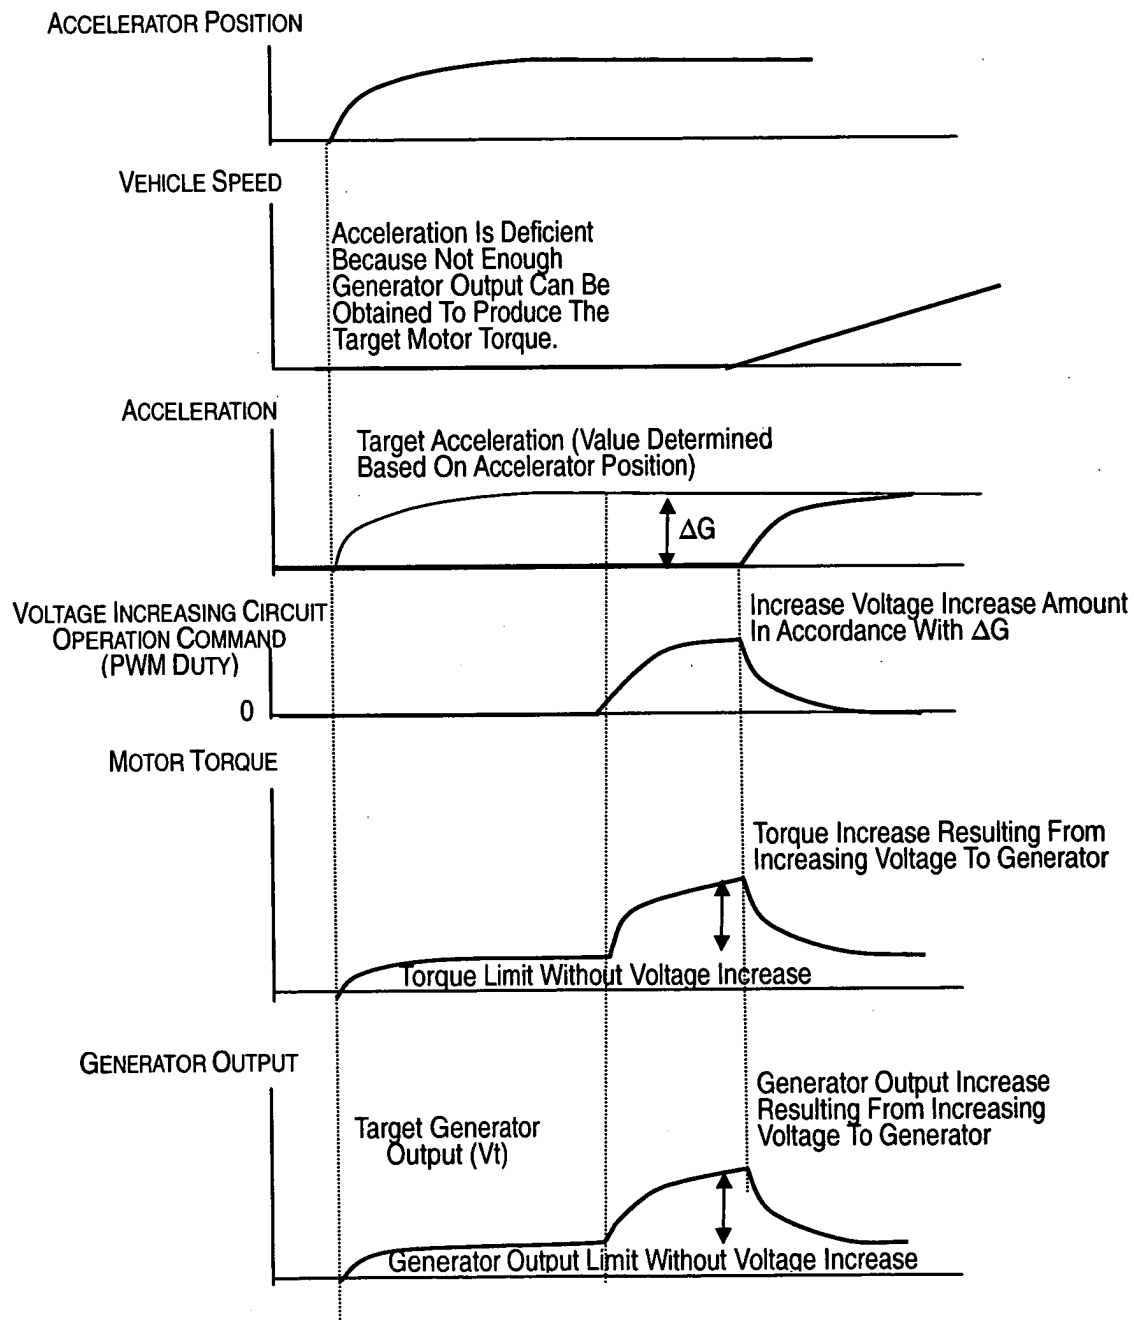 ACCELERATOR POSITION
VEHICLE SPEED
Acceleration Is Deficient
Because Not Enough
Generator Output Can Be
Obtained To Produce The
Target Motor Torque.
ACCELERATION
Target Acceleration (Value Determined
Based On Accelerator Position)
ΔG
VOLTAGE INCREASING CIRCUIT
OPERATION COMMAND
(PWM DUTY)
0
Increase Voltage Increase Amount
In Accordance With ΔG
MOTOR TORQUE
Torque Increase Resulting From
Increasing Voltage To Generator
Torque Limit Without Voltage Increase
GENERATOR OUTPUT
Target Generator
Output (Vt)
Generator Output Increase
Resulting From Increasing
Voltage To Generator
Generator Output Limit Without Voltage Increase